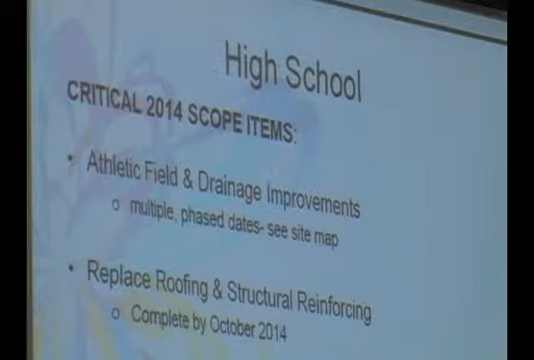 High School
CRITICAL 2014 SCOPE ITEMS:
• Athletic Field & Drainage Improvements
o multiple, phased dates- see site map
• Replace Roofing & Structural Reinforcing
o Complete by October 2014